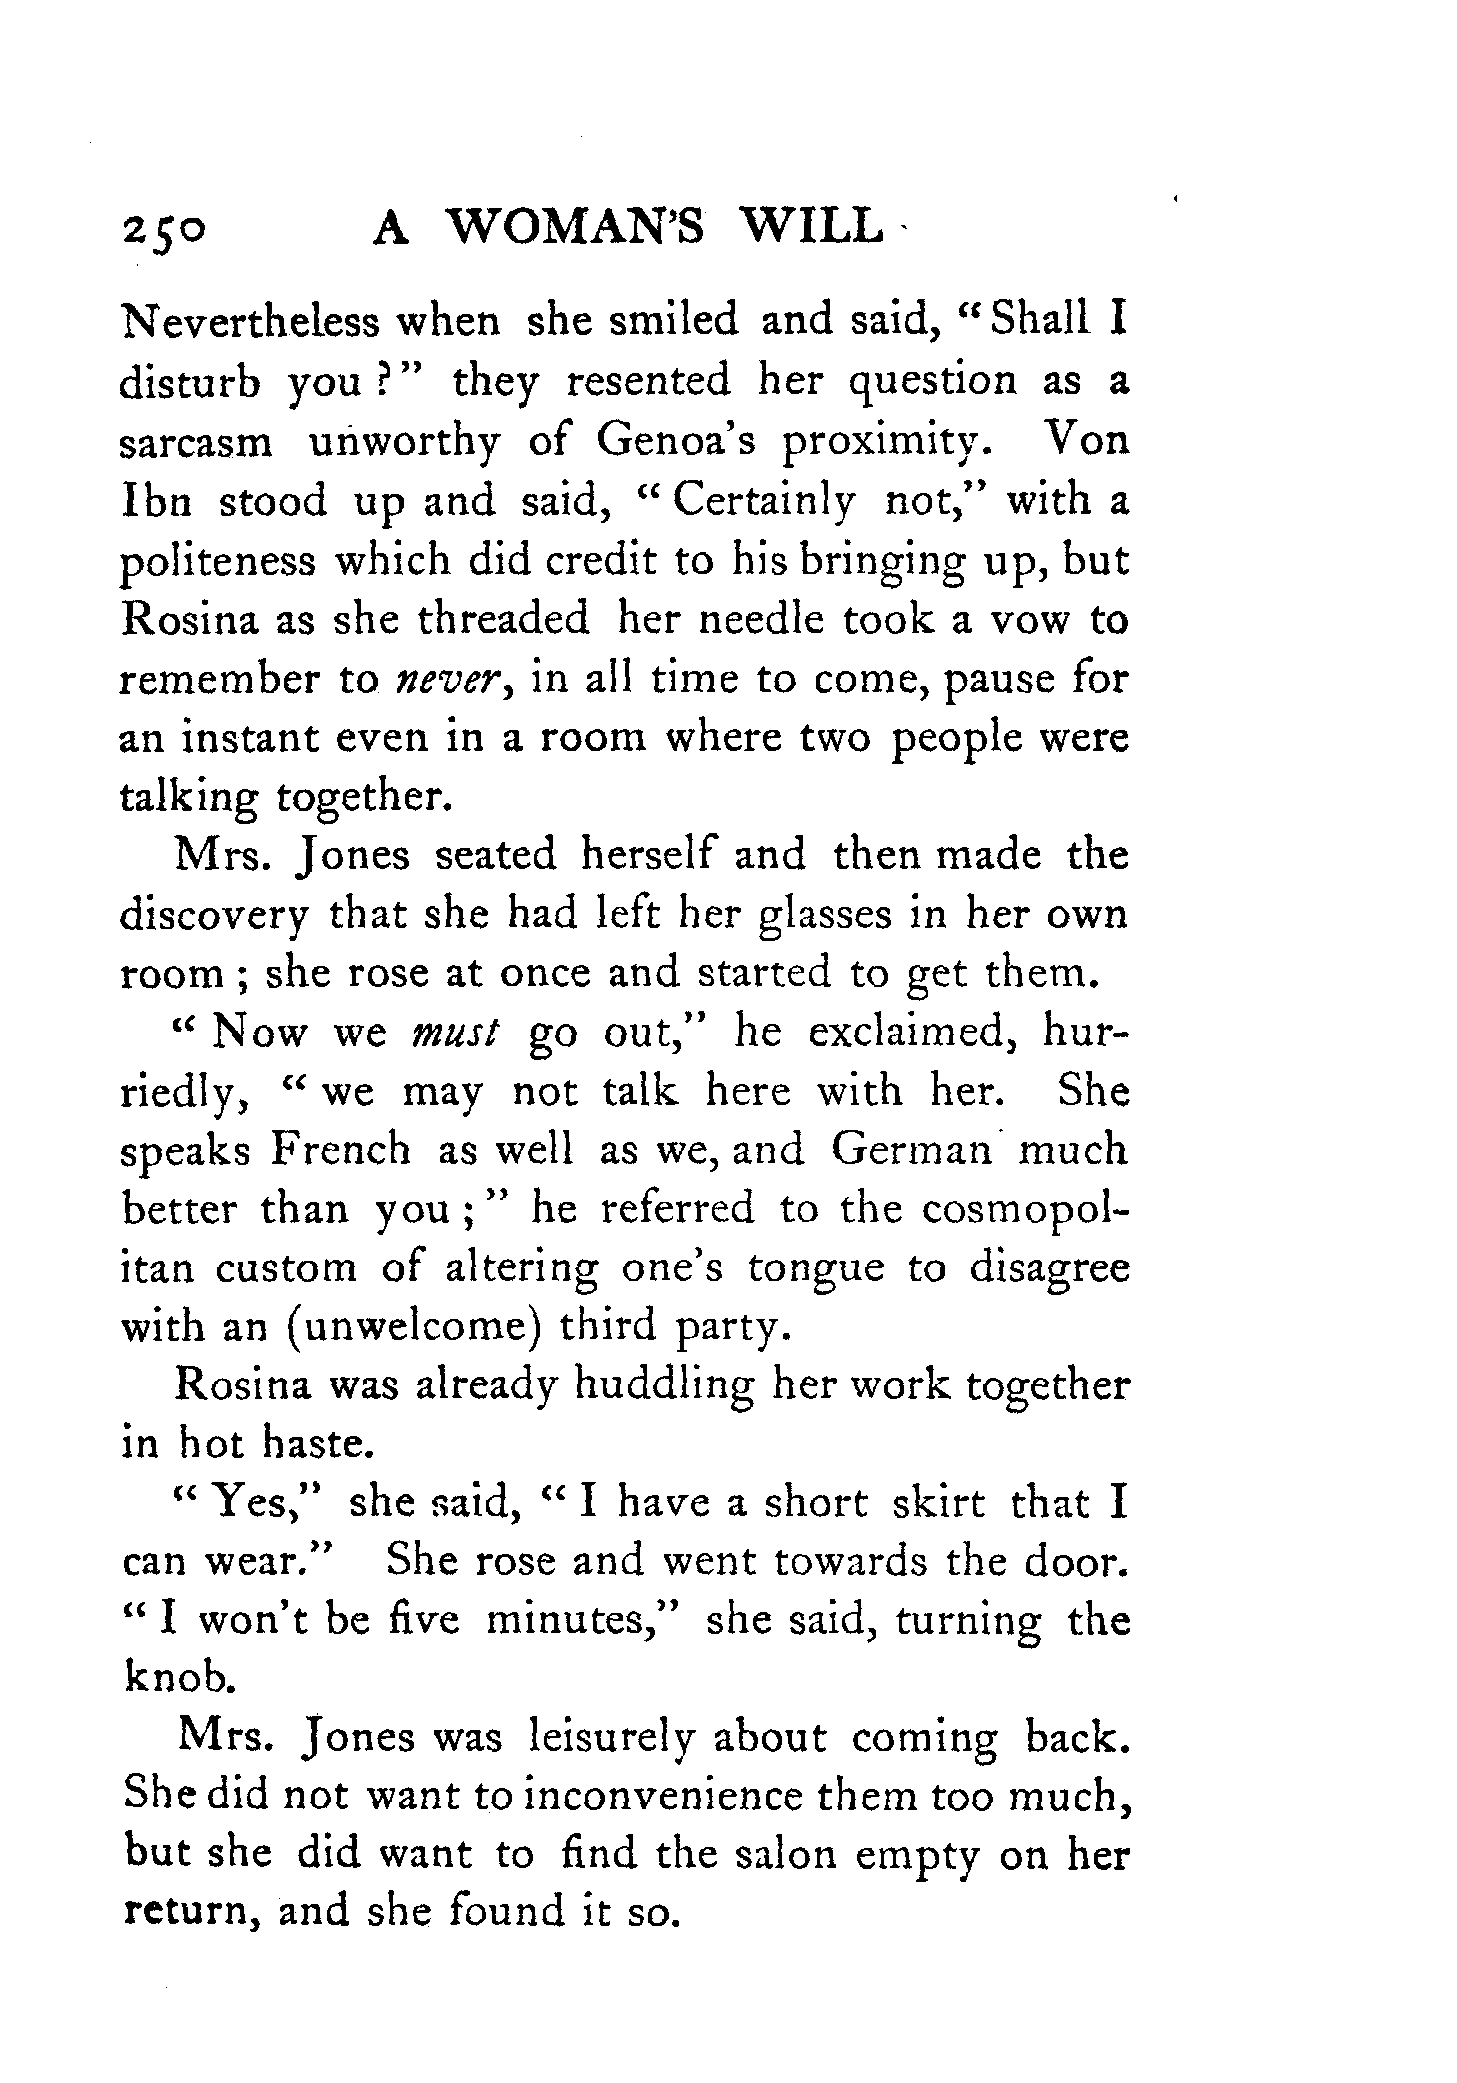 250 A WOMAN'S WILL
Nevertheless when she smiled and said, “Shall I
disturb you?” they resented her question as a
sarcasm unworthy of Genoa's proximity. Von
Ibn stood up and said, “Certainly not,” with a
politeness which did credit to his bringing up, but
Rosina as she threaded her needle took a vow to
remember to never, in all time to come, pause for
an instant even in a room where two people were
talking together.
Mrs. Jones seated herself and then made the
discovery that she had left her glasses in her own
room; she rose at once and started to get them.
“Now we must go out,” he exclaimed, hur-
riedly, “we may not talk here with her. She
speaks French as well as we, and German much
better than you;” he referred to the cosmopol-
itan custom of altering one's tongue to disagree
with an (unwelcome) third party.
Rosina was already huddling her work together
in hot haste.
“Yes,” she said, “I have a short skirt that I
can wear.” She rose and went towards the door.
“I won't be five minutes,” she said, turning the
knob.
Mrs. Jones was leisurely about coming back.
She did not want to inconvenience them too much,
but she did want to find the salon empty on her
return, and she found it so.